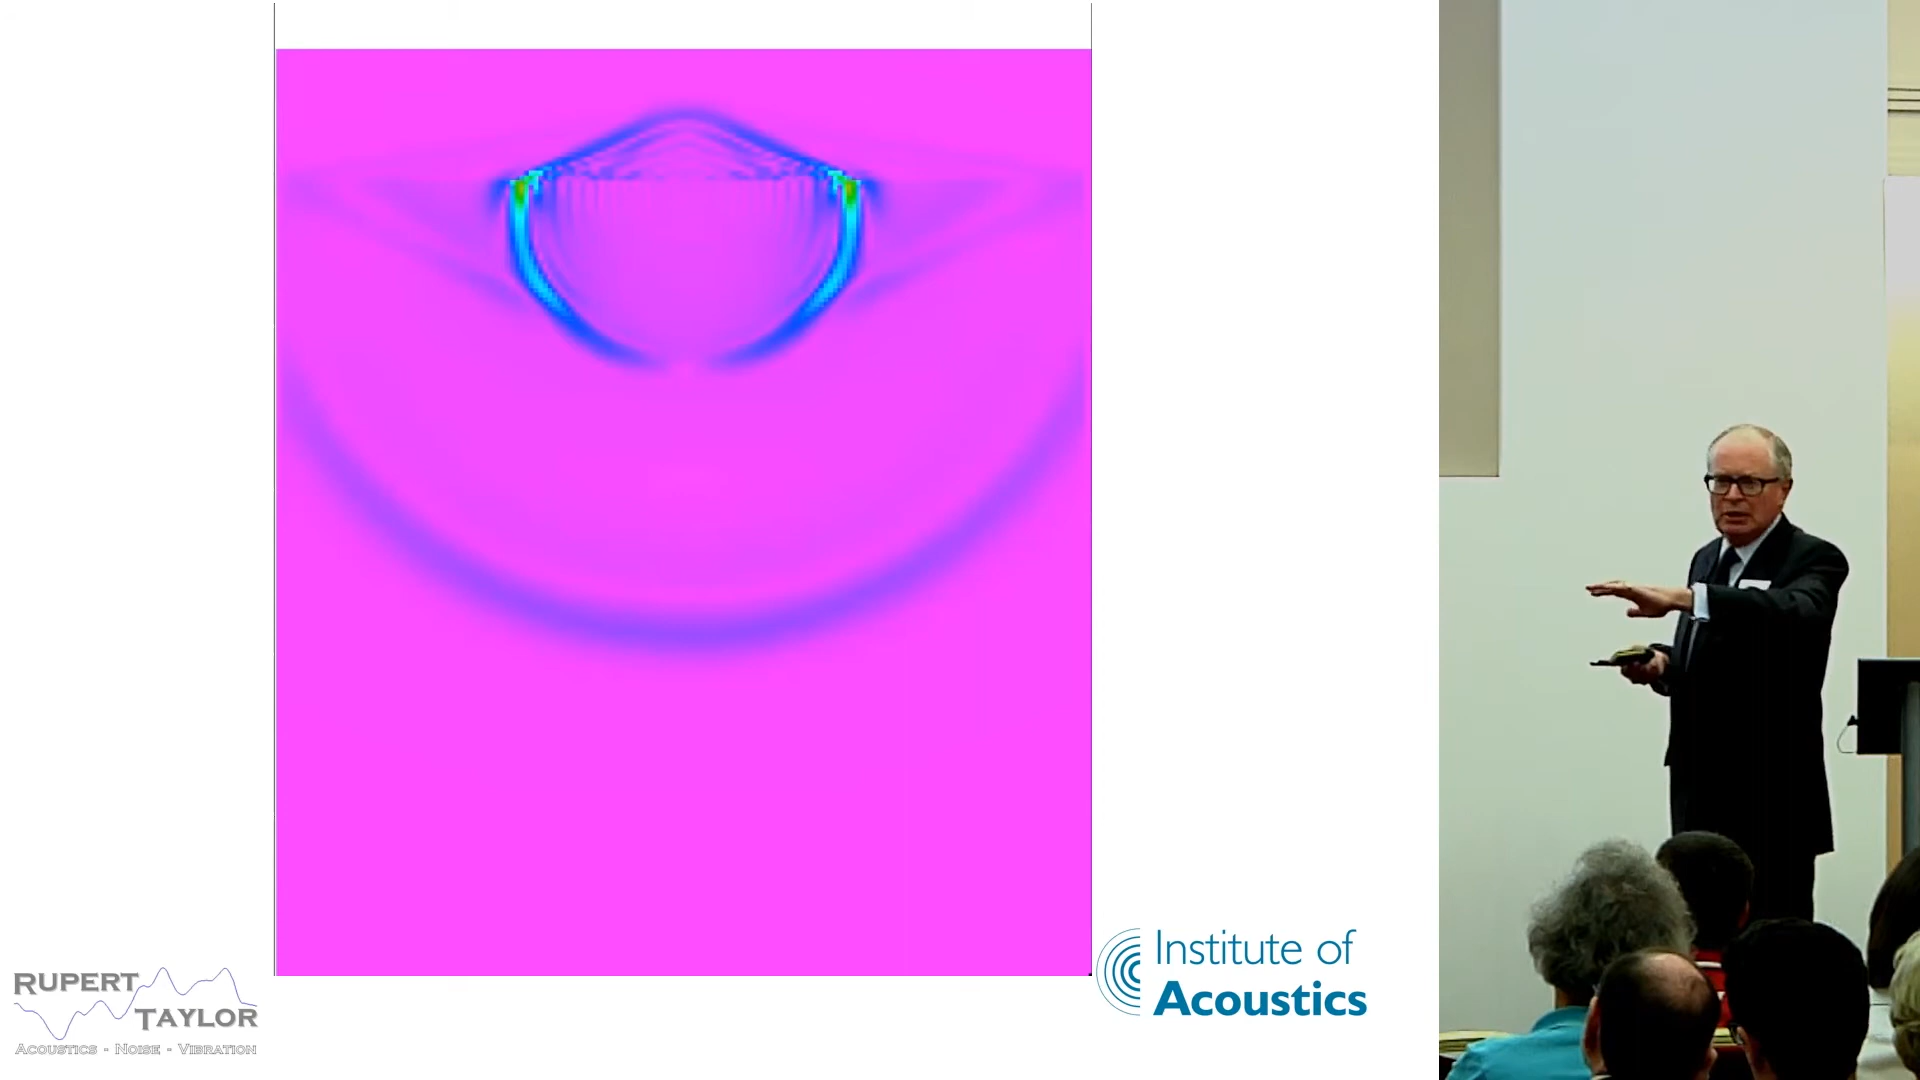 RUPERT
TAYLOR
ACOUSTICS - NOISE - VIBRATION
Institute of
Acoustics